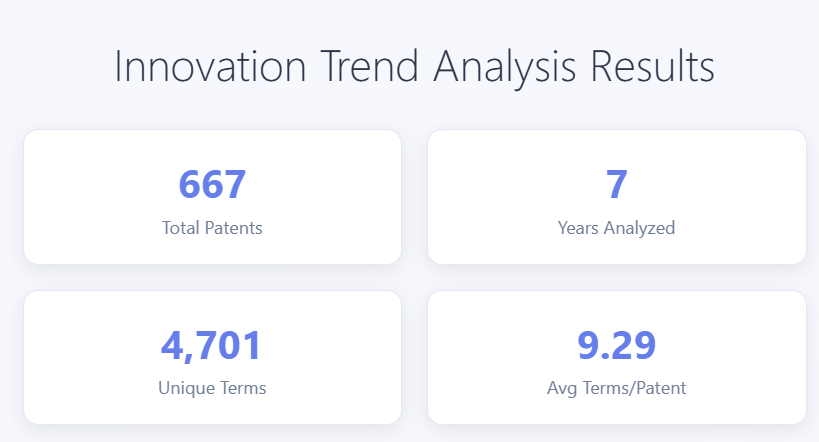 Innovation Trend Analysis Results
667
Total Patents
7
Years Analyzed
4,701
Unique Terms
9.29
Avg Terms/Patent